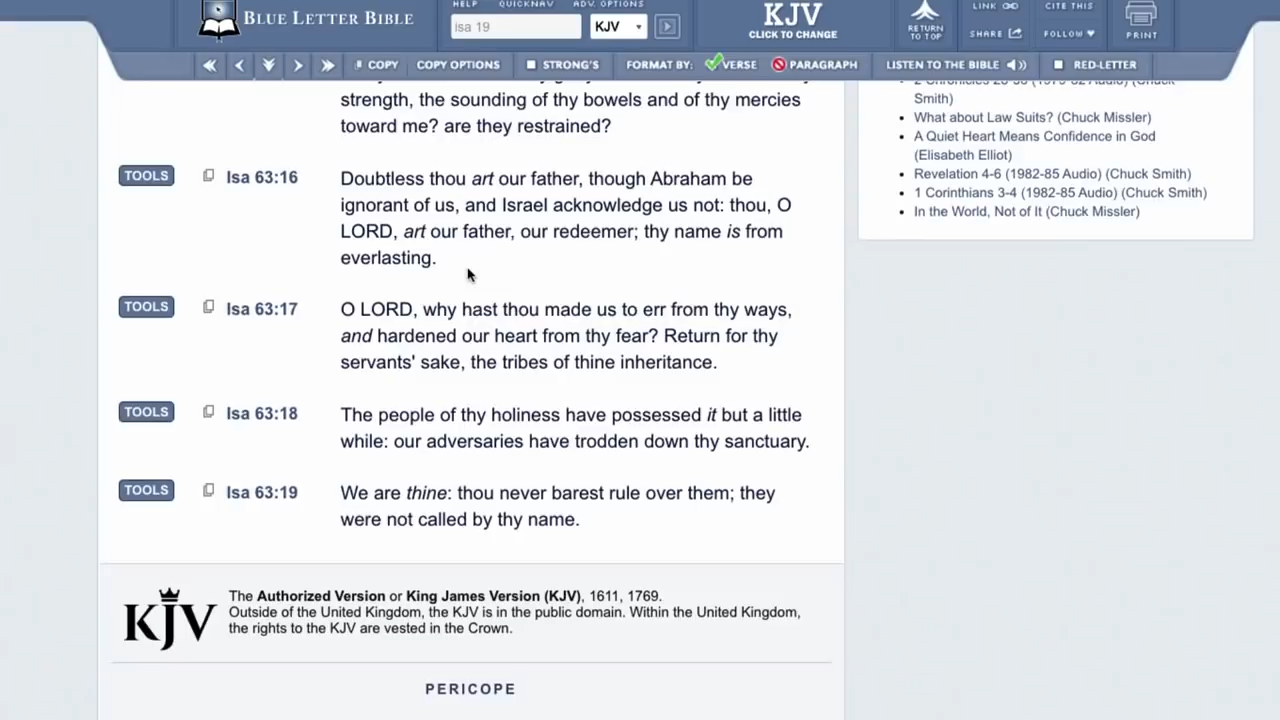 BLUE LETTER BIBLE
HELP QUICKNAV ADV. OPTIONS
isa 19 KJV
KJV
CLICK TO CHANGE
RETURN
TO TOP
LINK CITE THIS
SHARE FOLLOW
PRINT
COPY COPY OPTIONS STRONG'S FORMAT BY: VERSE PARAGRAPH LISTEN TO THE BIBLE RED-LETTER
strength, the sounding of thy bowels and of thy mercies
toward me? are they restrained?
TOOLS Isa 63:16 Doubtless thou art our father, though Abraham be
ignorant of us, and Israel acknowledge us not: thou, O
LORD, art our father, our redeemer; thy name is from
everlasting.
TOOLS Isa 63:17 O LORD, why hast thou made us to err from thy ways,
and hardened our heart from thy fear? Return for thy
servants' sake, the tribes of thine inheritance.
TOOLS Isa 63:18 The people of thy holiness have possessed it but a little
while: our adversaries have trodden down thy sanctuary.
TOOLS Isa 63:19 We are thine: thou never barest rule over them; they
were not called by thy name.
KJV
The Authorized Version or King James Version (KJV), 1611, 1769.
Outside of the United Kingdom, the KJV is in the public domain. Within the United Kingdom,
the rights to the KJV are vested in the Crown.
PERICOPE
Smith)
• What about Law Suits? (Chuck Missler)
• A Quiet Heart Means Confidence in God
(Elisabeth Elliot)
• Revelation 4-6 (1982-85 Audio) (Chuck Smith)
• 1 Corinthians 3-4 (1982-85 Audio) (Chuck Smith)
• In the World, Not of It (Chuck Missler)